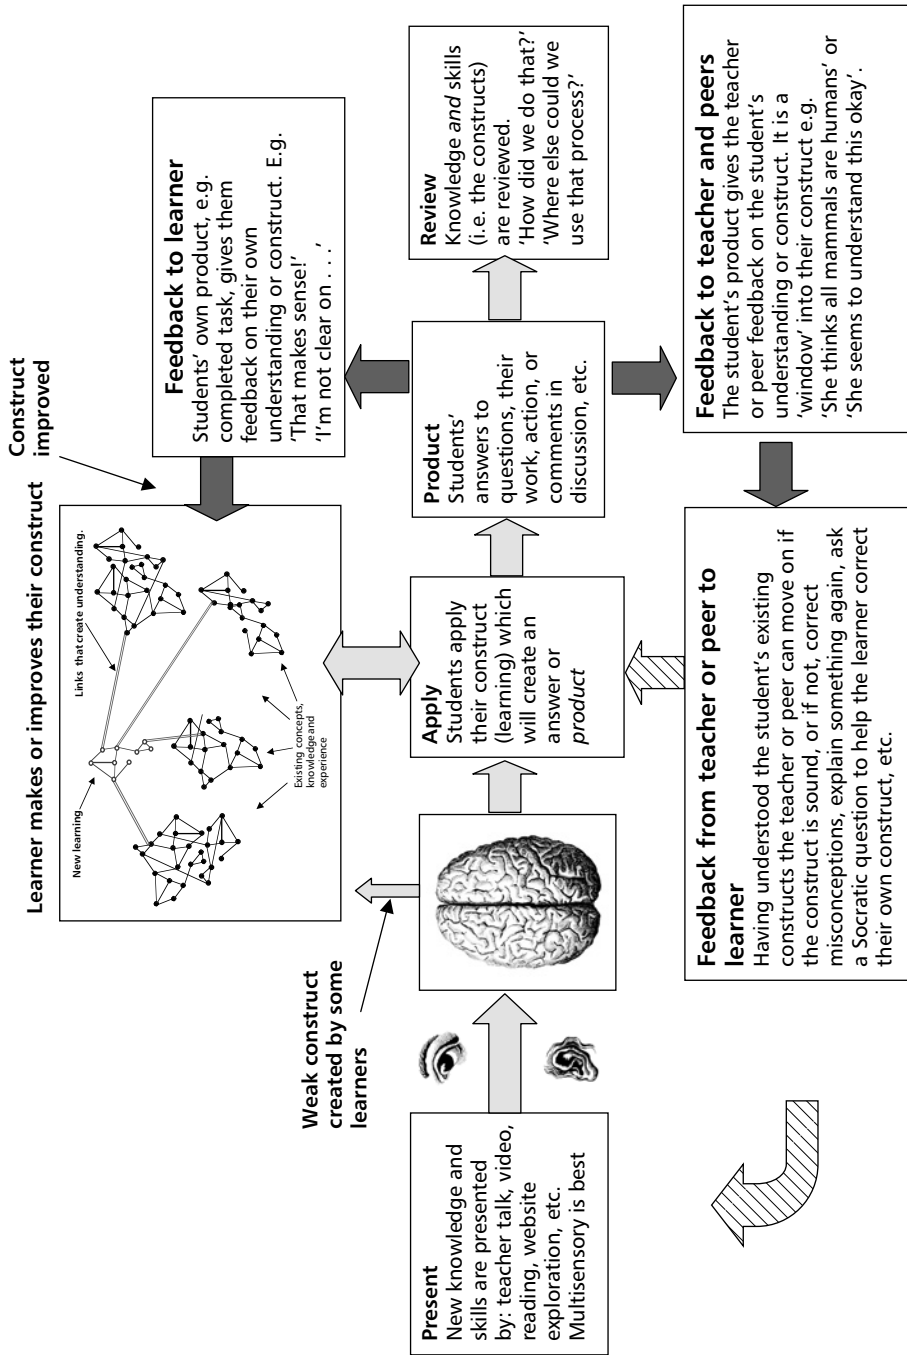 Learner makes or improves their construct
Construct
improved
New learning
Links that create understanding.
Existing concepts,
knowledge and
experience
Weak construct
created by some
learners
Feedback to learner
Students’ own product, e.g.
completed task, gives them
feedback on their own
understanding or construct. E.g.
‘That makes sense!’
‘I’m not clear on . . .’
Present
New knowledge and
skills are presented
by: teacher talk, video,
reading, website
exploration, etc.
Multisensory is best
Apply
Students apply
their construct
(learning) which
will create an
answer or
product
Product
Students’
answers to
questions, their
work, action, or
comments in
discussion, etc.
Review
Knowledge and skills
(i.e. the constructs)
are reviewed.
‘How did we do that?’
‘Where else could we
use that process?’
Feedback from teacher or peer to
learner
Having understood the student’s existing
constructs the teacher or peer can move on if
the construct is sound, or if not, correct
misconceptions, explain something again, ask
a Socratic question to help the learner correct
their own construct, etc.
Feedback to teacher and peers
The student’s product gives the teacher
or peer feedback on the student’s
understanding or construct. It is a
‘window’ into their construct e.g.
‘She thinks all mammals are humans’ or
‘She seems to understand this okay’.